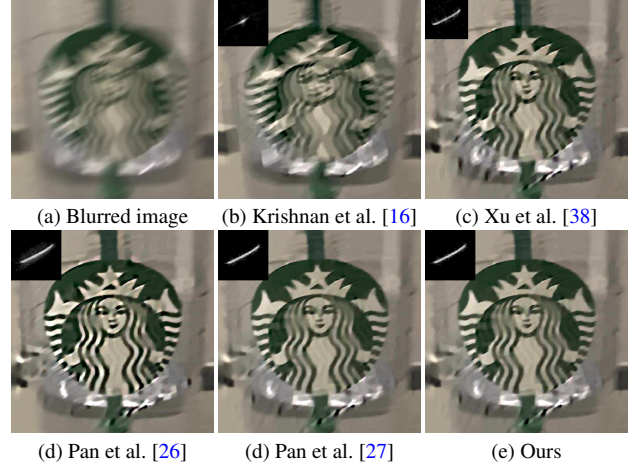 (a) Blurred image (b) Krishnan et al. [16] (c) Xu et al. [38]
(d) Pan et al. [26] (d) Pan et al. [27] (e) Ours